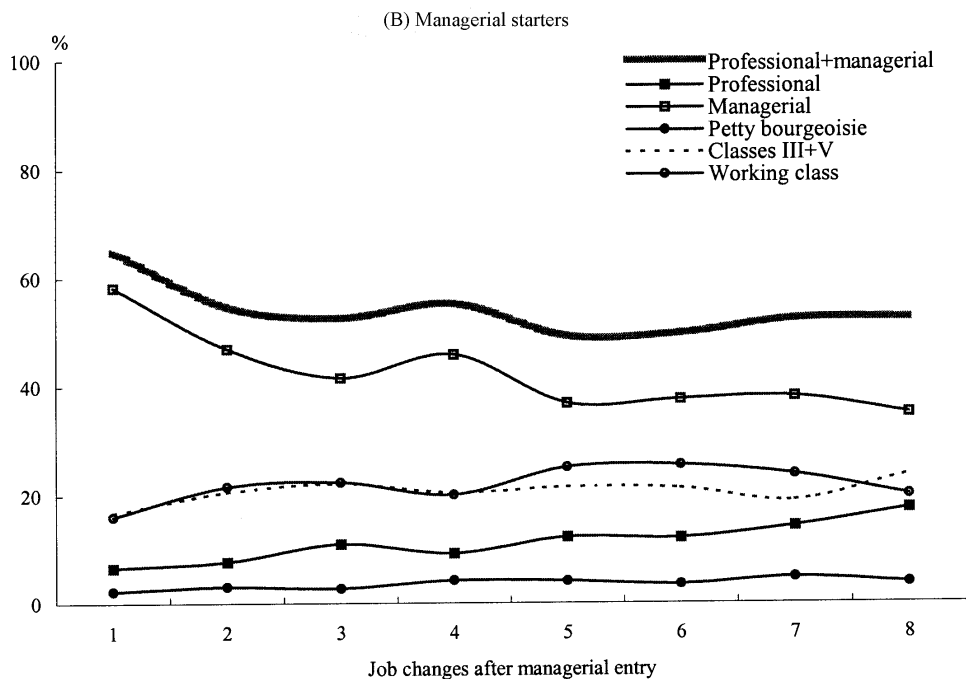 (B) Managerial starters
%
100
80
60
40
20
0
Professional+managerial
Professional
Managerial
Petty bourgeoisie
Classes III+V
Working class
1 2 3 4 5 6 7 8
Job changes after managerial entry